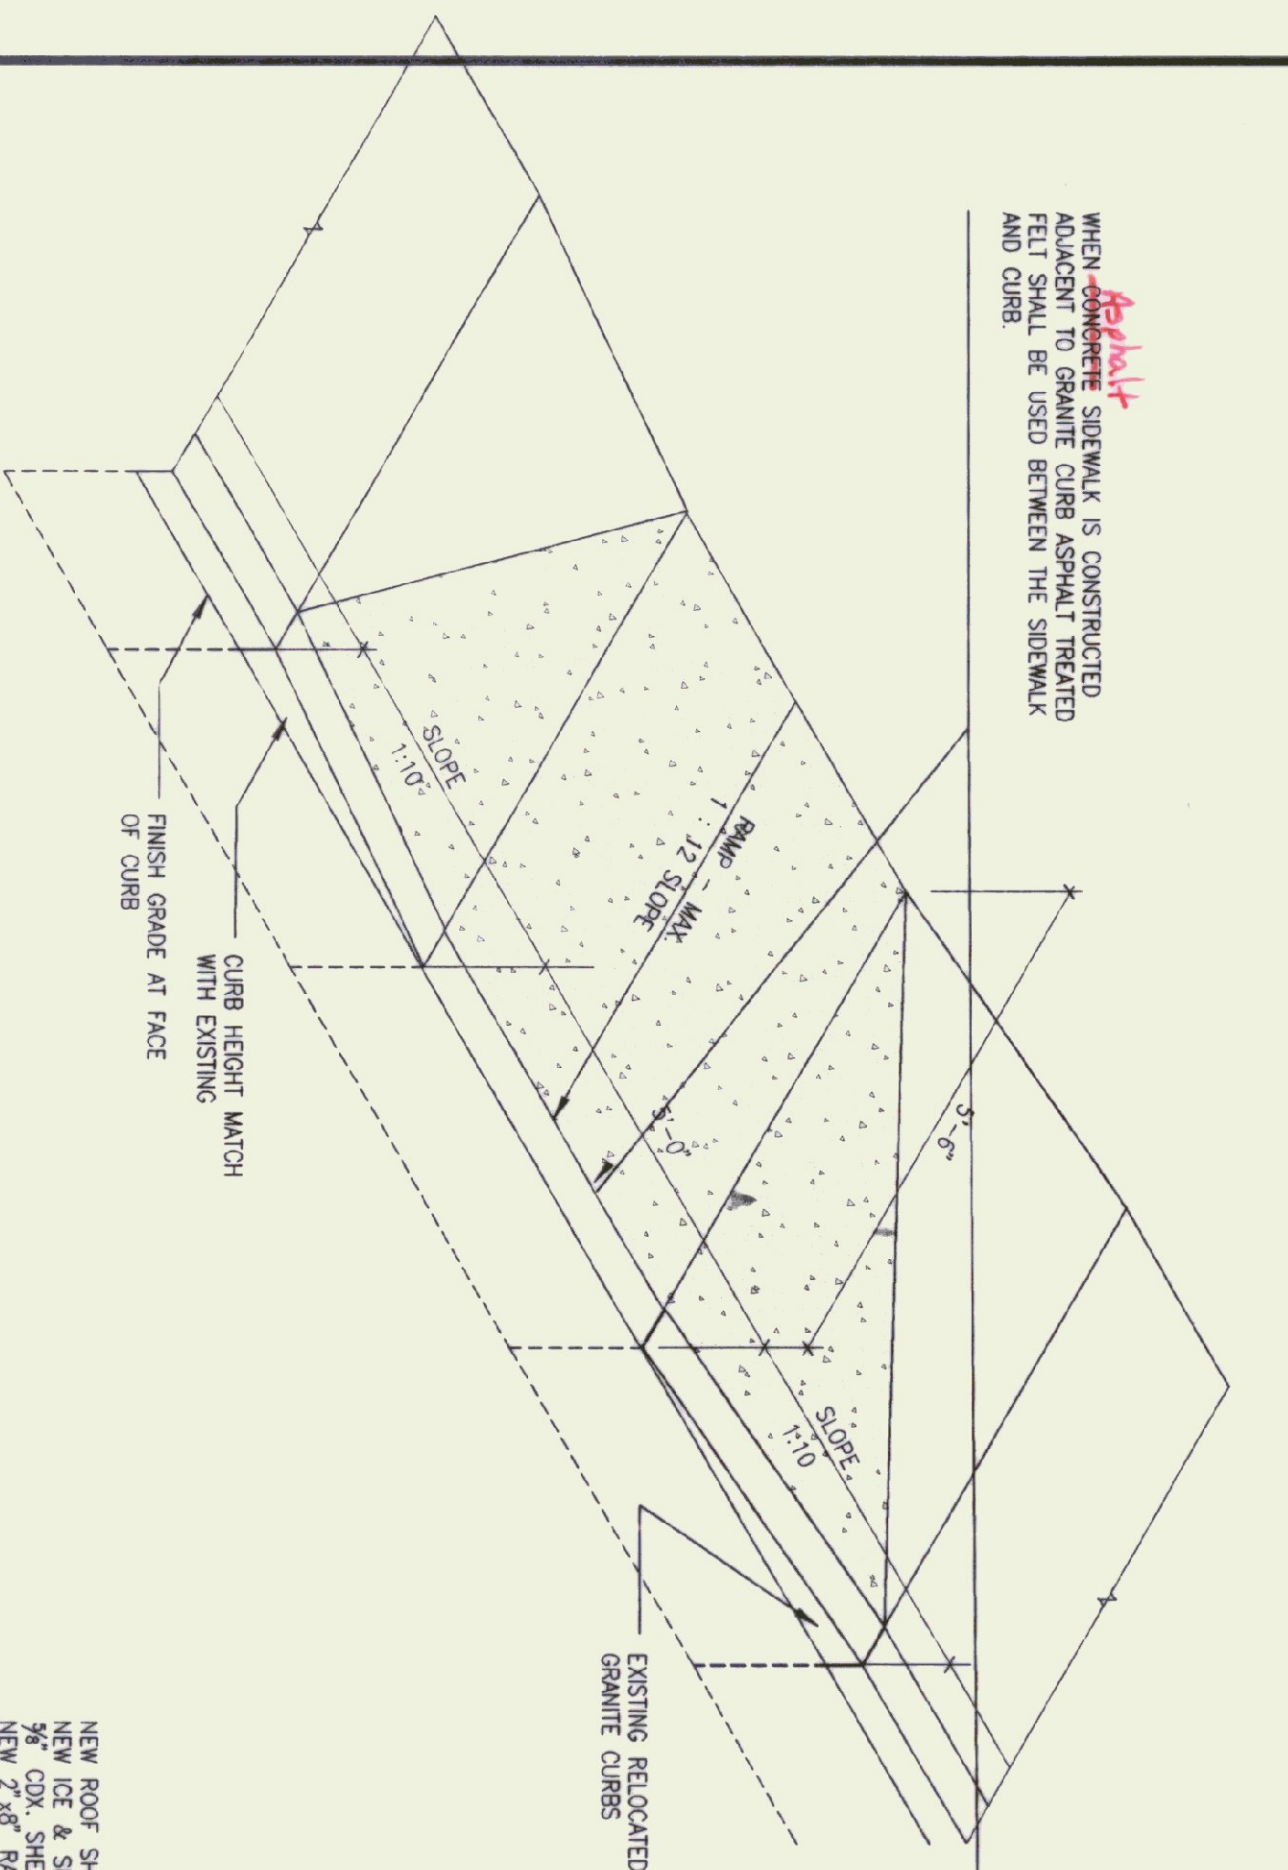 Asphalt
WHEN CONCRETE SIDEWALK IS CONSTRUCTED
ADJACENT TO GRANITE CURB ASPHALT TREATED
FELT SHALL BE USED BETWEEN THE SIDEWALK
AND CURB.
5'-6"
RAMP - MAX.
1 : 12 SLOPE
5'-0"
SLOPE
1:10
SLOPE
1:10
EXISTING RELOCATED
GRANITE CURBS
CURB HEIGHT MATCH
WITH EXISTING
FINISH GRADE AT FACE
OF CURB
NEW ROOF SH
NEW ICE & S
5/8" CDX. SHE
NEW 2"x8" RA